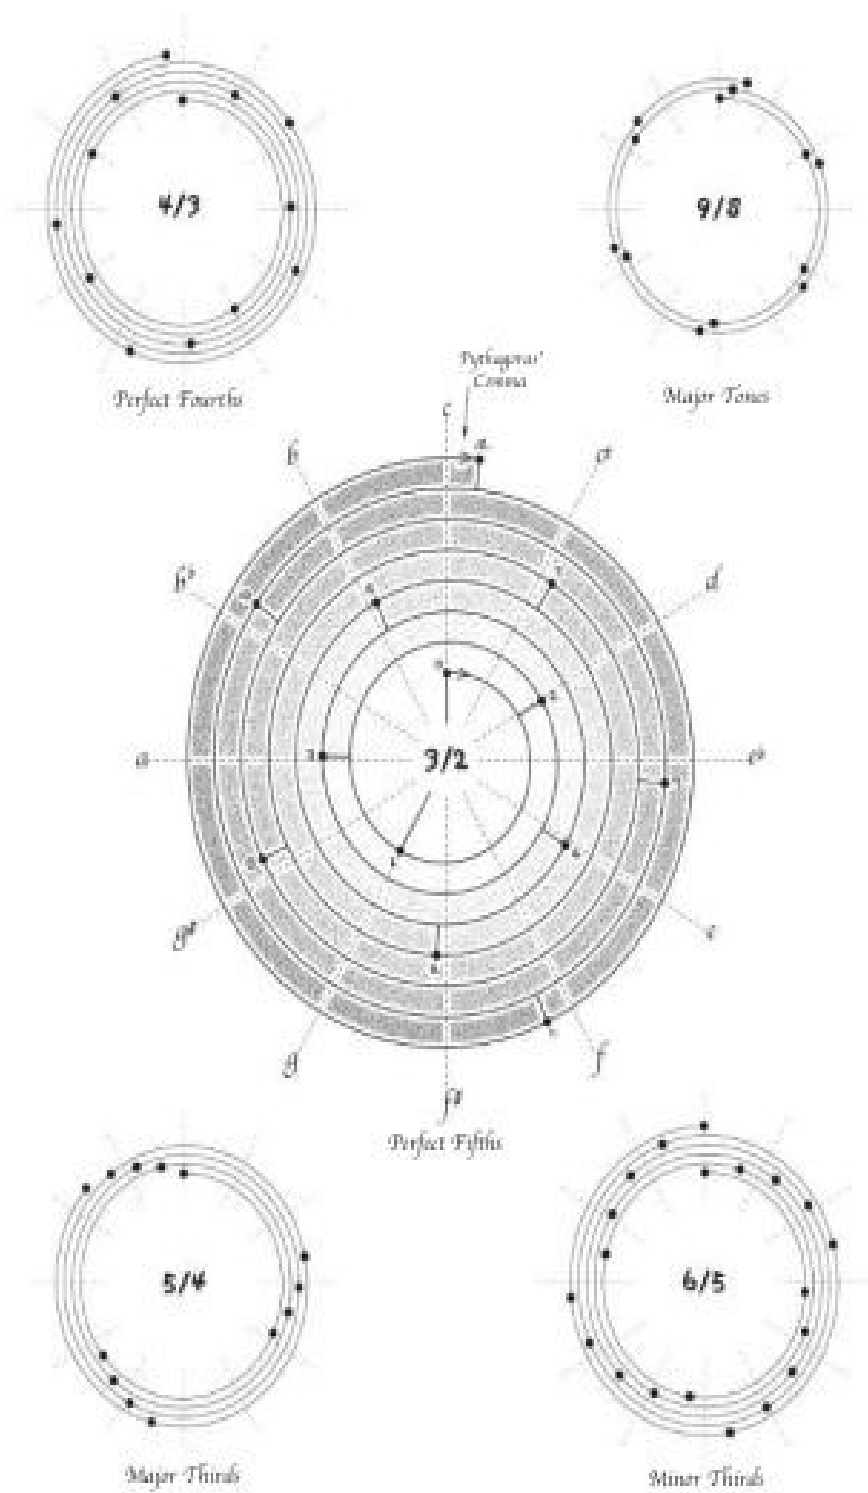 4/3
9/8
Perfect Fourths
Major Tones
Pythagoras'
Comma
c
b
d
a
3/2
e
g
f
f#
Perfect Fifths
5/4
6/5
Major Thirds
Minor Thirds